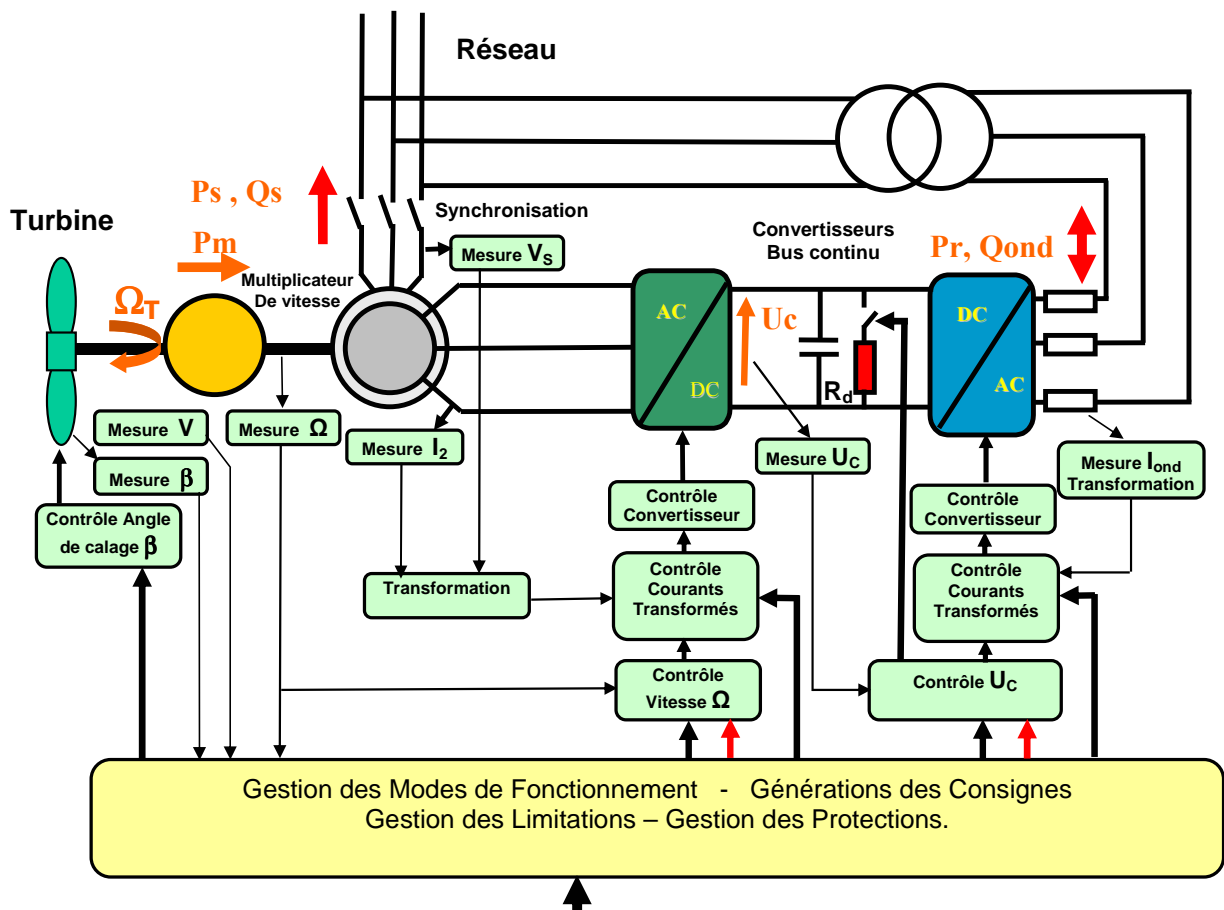 Réseau
Ps , Qs
Synchronisation
Turbine
Pm
Multiplicateur
De vitesse
Mesure VS
Convertisseurs
Bus continu
Pr, Qond
ΩT
AC
DC
Uc
Rd
DC
AC
Mesure V
Mesure Ω
Mesure I2
Mesure UC
Mesure Iond
Transformation
Mesure β
Contrôle Angle
de calage β
Contrôle
Convertisseur
Contrôle
Convertisseur
Transformation
Contrôle
Courants
Transformés
Contrôle
Courants
Transformés
Contrôle
Vitesse Ω
Contrôle UC
Gestion des Modes de Fonctionnement - Générations des Consignes
Gestion des Limitations – Gestion des Protections.